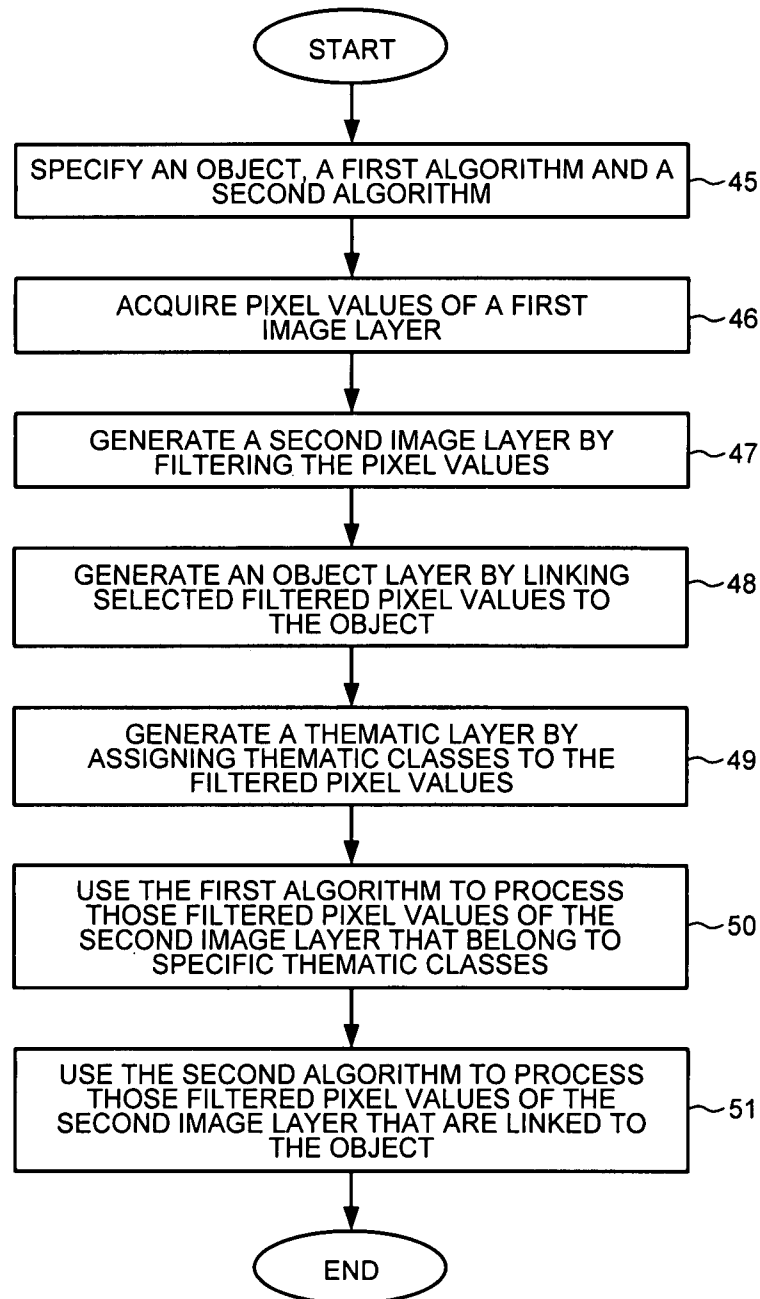 START
SPECIFY AN OBJECT, A FIRST ALGORITHM AND A
SECOND ALGORITHM
45
ACQUIRE PIXEL VALUES OF A FIRST
IMAGE LAYER
46
GENERATE A SECOND IMAGE LAYER BY
FILTERING THE PIXEL VALUES
47
GENERATE AN OBJECT LAYER BY LINKING
SELECTED FILTERED PIXEL VALUES TO
THE OBJECT
48
GENERATE A THEMATIC LAYER BY
ASSIGNING THEMATIC CLASSES TO THE
FILTERED PIXEL VALUES
49
USE THE FIRST ALGORITHM TO PROCESS
THOSE FILTERED PIXEL VALUES OF THE
SECOND IMAGE LAYER THAT BELONG TO
SPECIFIC THEMATIC CLASSES
50
USE THE SECOND ALGORITHM TO PROCESS
THOSE FILTERED PIXEL VALUES OF THE
SECOND IMAGE LAYER THAT ARE LINKED TO
THE OBJECT
51
END